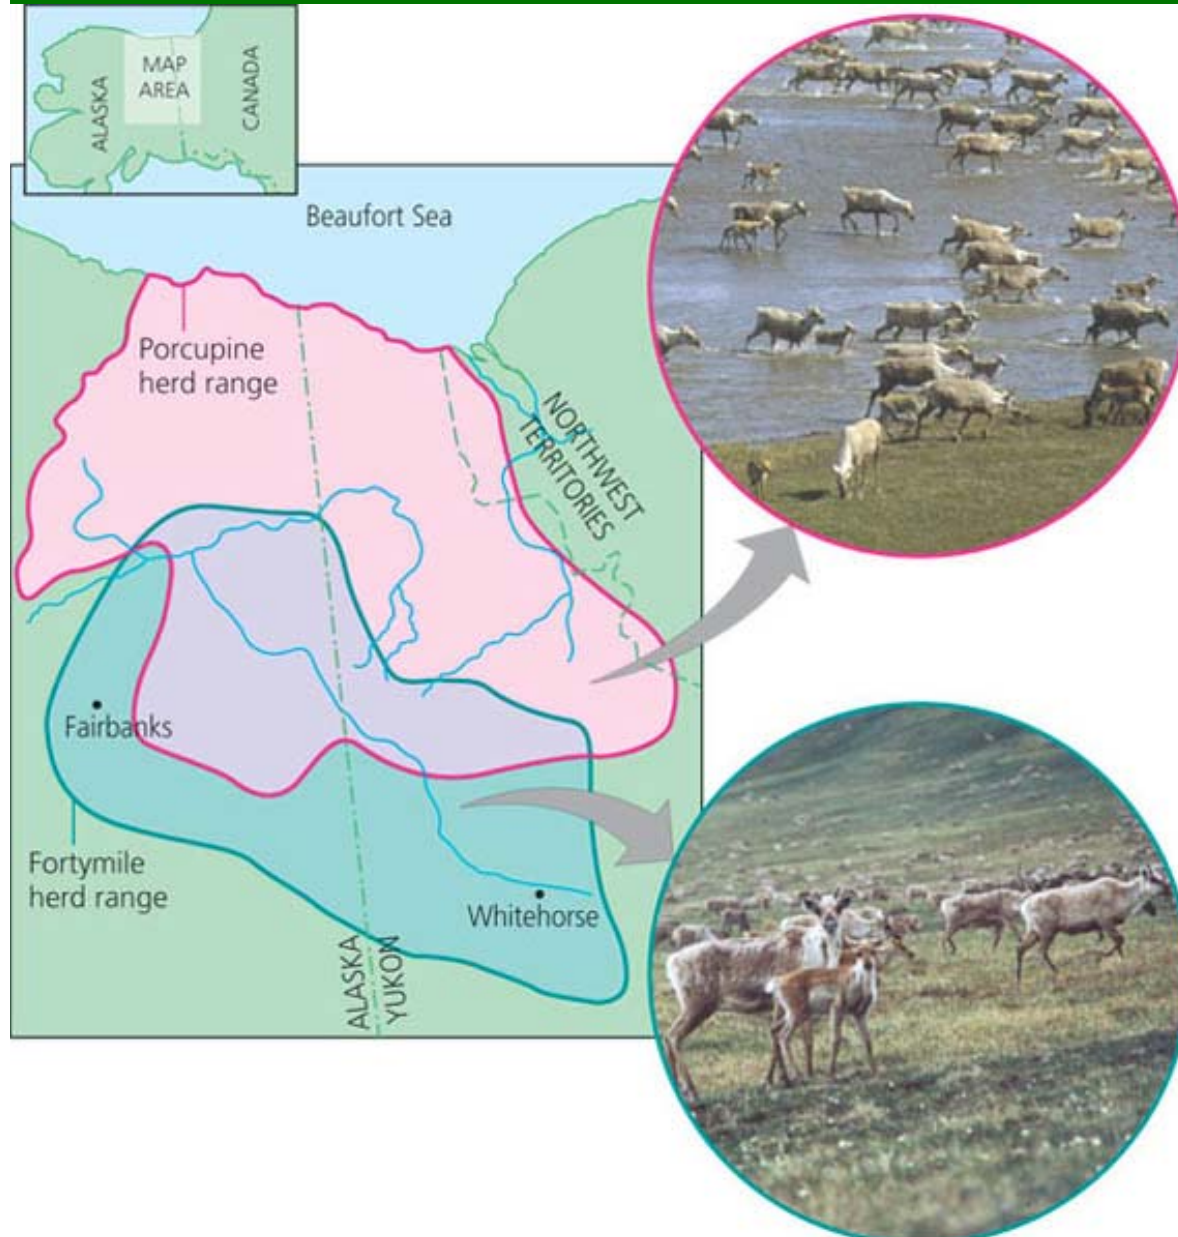 MAP
AREA
ALASKA
CANADA
Beaufort Sea
Porcupine
herd range
NORTHWEST
TERRITORIES
Fairbanks
Fortymile
herd range
Whitehorse
ALASKA
YUKON